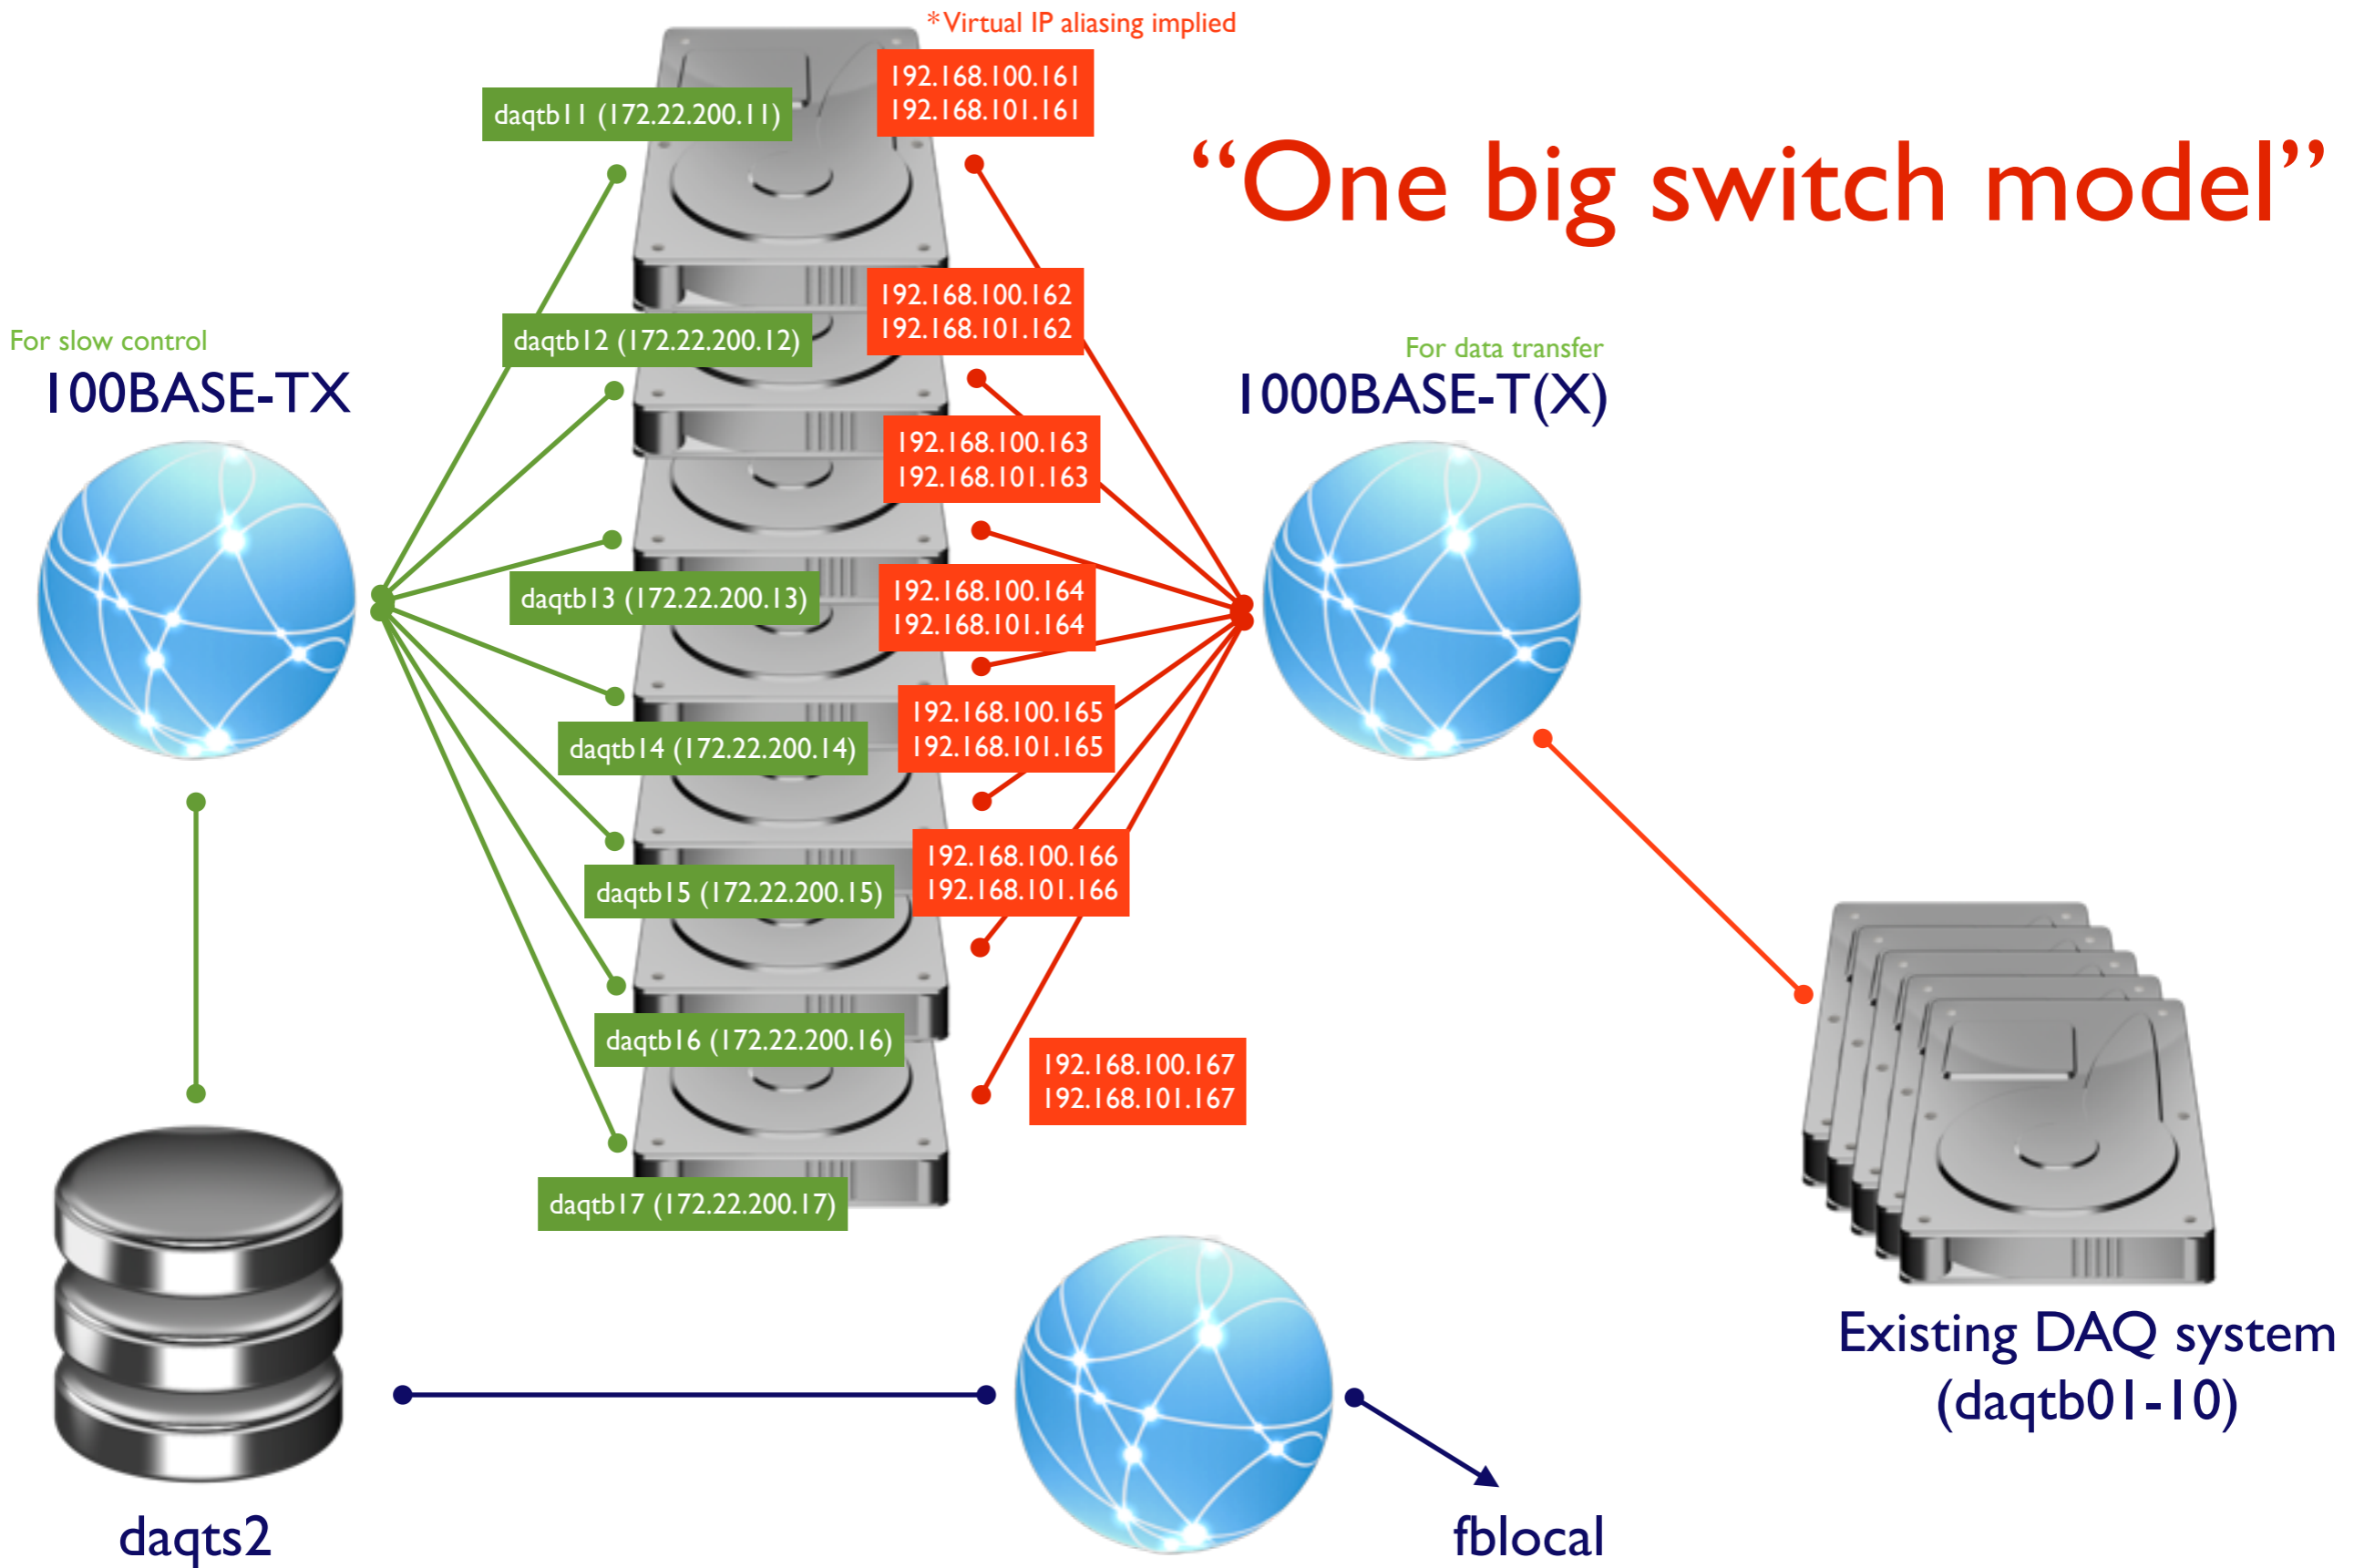 * Virtual IP aliasing implied
192.168.100.161
192.168.101.161
daqtb11 (172.22.200.11)
“One big switch model”
192.168.100.162
192.168.101.162
daqtb12 (172.22.200.12)
For slow control
100BASE-TX
For data transfer
1000BASE-T(X)
192.168.100.163
192.168.101.163
daqtb13 (172.22.200.13)
192.168.100.164
192.168.101.164
192.168.100.165
192.168.101.165
daqtb14 (172.22.200.14)
192.168.100.166
192.168.101.166
daqtb15 (172.22.200.15)
daqtb16 (172.22.200.16)
192.168.100.167
192.168.101.167
daqtb17 (172.22.200.17)
Existing DAQ system
(daqtb01-10)
daqts2
fblocal